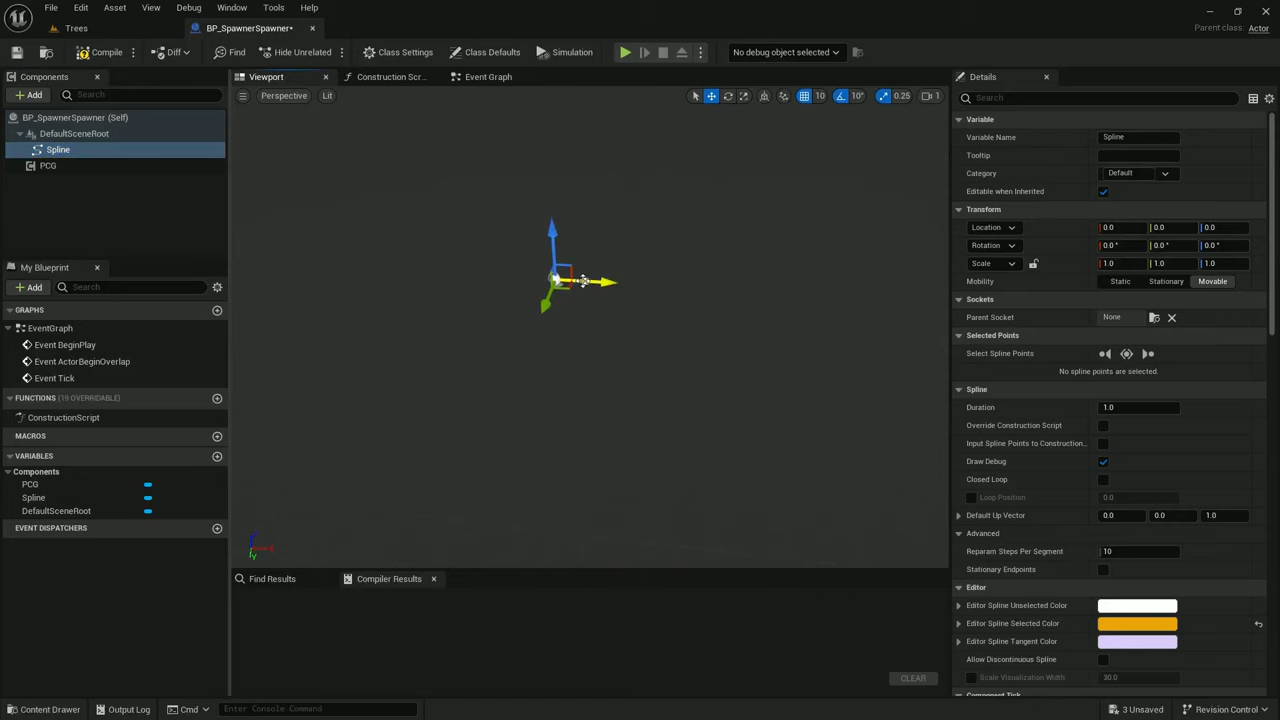 File Edit Asset View Debug Window Tools Help
Trees
BP_SpawnerSpawner*
Parent class: Actor
Compile
Diff
Find
Hide Unrelated
Class Settings
Class Defaults
Simulation
No debug object selected
Components
Add
Search
BP_SpawnerSpawner (Self)
DefaultSceneRoot
Spline
PCG
My Blueprint
Add
Search
GRAPHS
EventGraph
Event BeginPlay
Event ActorBeginOverlap
Event Tick
FUNCTIONS (19 OVERRIDABLE)
ConstructionScript
MACROS
VARIABLES
Components
PCG
Spline
DefaultSceneRoot
EVENT DISPATCHERS
Viewport
Construction Scr...
Event Graph
Perspective
Lit
10
10°
0.25
1
Find Results
Compiler Results
CLEAR
Details
Search
Variable
Variable Name Spline
Tooltip
Category Default
Editable when Inherited
Transform
Location 0.0 0.0 0.0
Rotation 0.0 ° 0.0 ° 0.0 °
Scale 1.0 1.0 1.0
Mobility Static Stationary Movable
Sockets
Parent Socket None
Selected Points
Select Spline Points
No spline points are selected.
Spline
Duration 1.0
Override Construction Script
Input Spline Points to Construction...
Draw Debug
Closed Loop
Loop Position 0.0
Default Up Vector 0.0 0.0 1.0
Advanced
Reparam Steps Per Segment 10
Stationary Endpoints
Editor
Editor Spline Unselected Color
Editor Spline Selected Color
Editor Spline Tangent Color
Allow Discontinuous Spline
Scale Visualization Width 30.0
Component Tick
Content Drawer
Output Log
Cmd
Enter Console Command
3 Unsaved
Revision Control